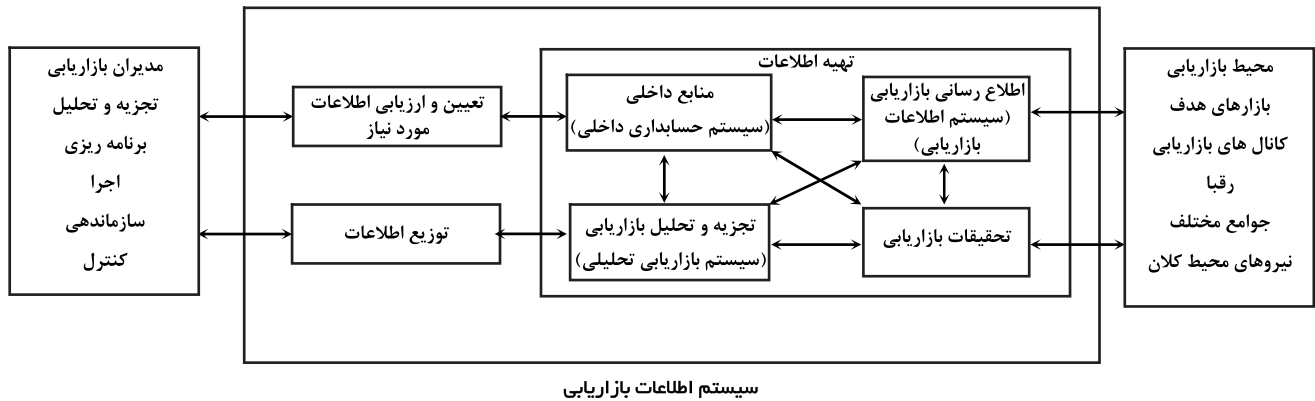 محیط بازاریابی
بازارهای هدف
کانال های بازاریابی
رقبا
جوامع مختلف
نیروهای محیط کلان
تهیه اطلاعات
اطلاع رسانی بازاریابی
(سیستم اطلاعات
بازاریابی)
تحقیقات بازاریابی
منابع داخلی
(سیستم حسابداری داخلی)
تجزیه و تحلیل بازاریابی
(سیستم بازاریابی تحلیلی)
تعیین و ارزیابی اطلاعات
مورد نیاز
توزیع اطلاعات
مدیران بازاریابی
تجزیه و تحلیل
برنامه ریزی
اجرا
سازماندهی
کنترل
سیستم اطلاعات بازاریابی